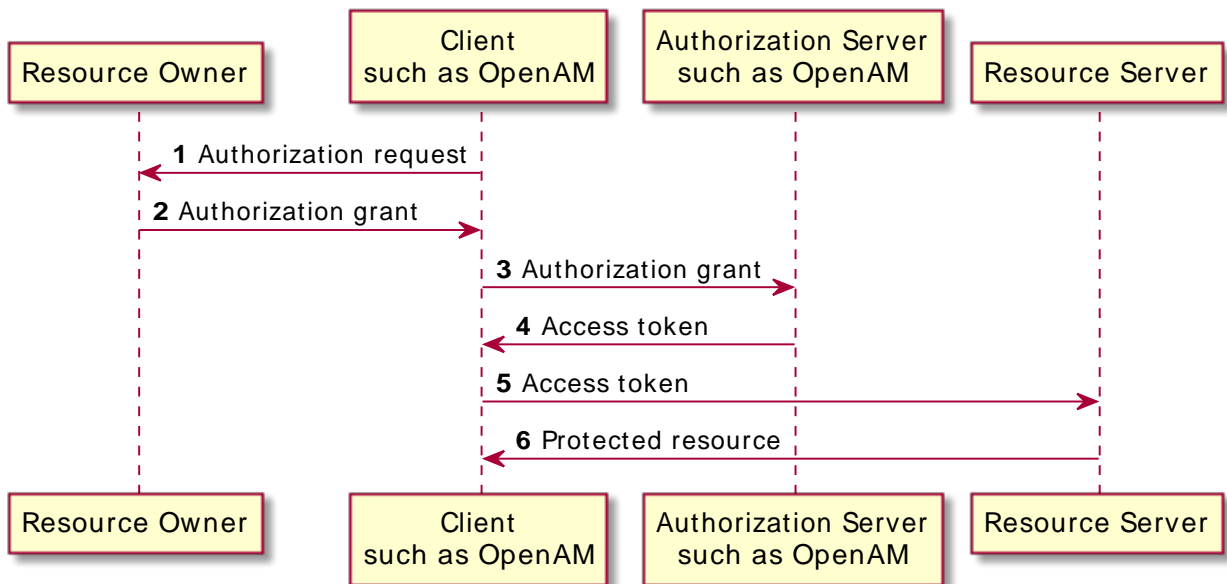 Resource Owner
Client
such as OpenAM
Authorization Server
such as OpenAM
Resource Server
1 Authorization request
2 Authorization grant
3 Authorization grant
4 Access token
5 Access token
6 Protected resource
Resource Owner
Client
such as OpenAM
Authorization Server
such as OpenAM
Resource Server